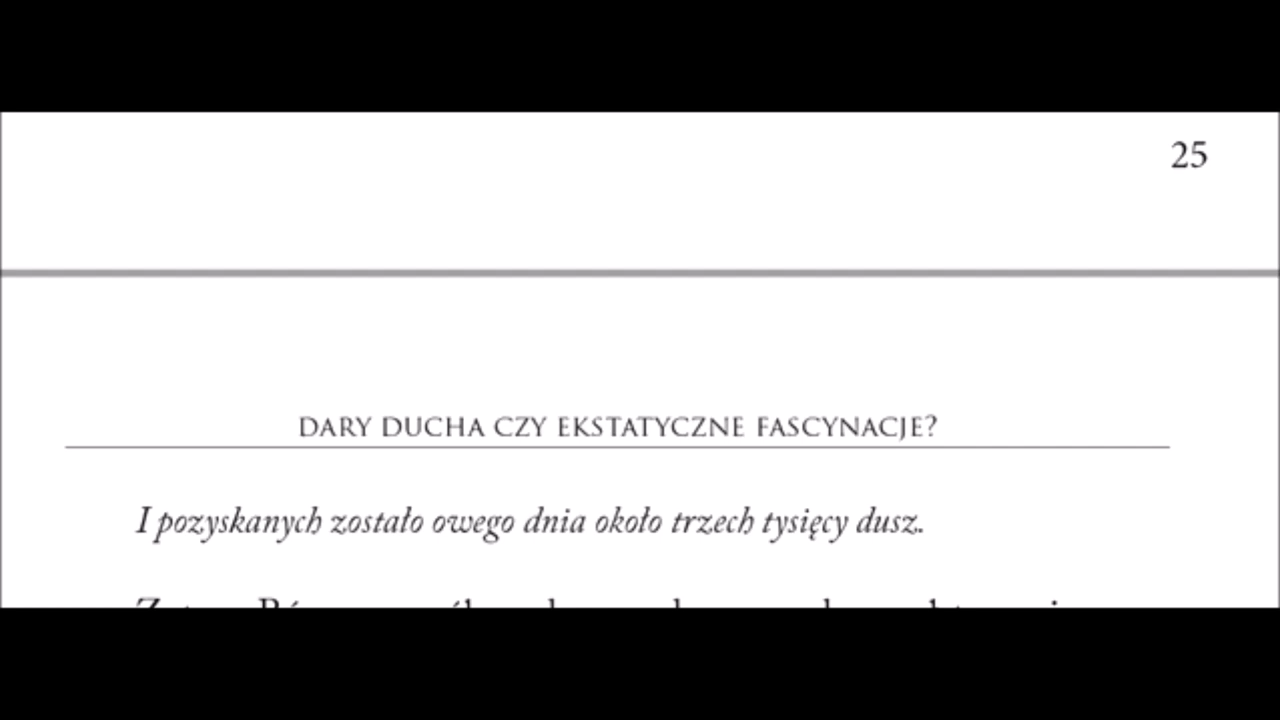 25
DARY DUCHA CZY EKSTATYCZNE FASCYNACJE?
I pozyskanych zostało owego dnia około trzech tysięcy dusz.